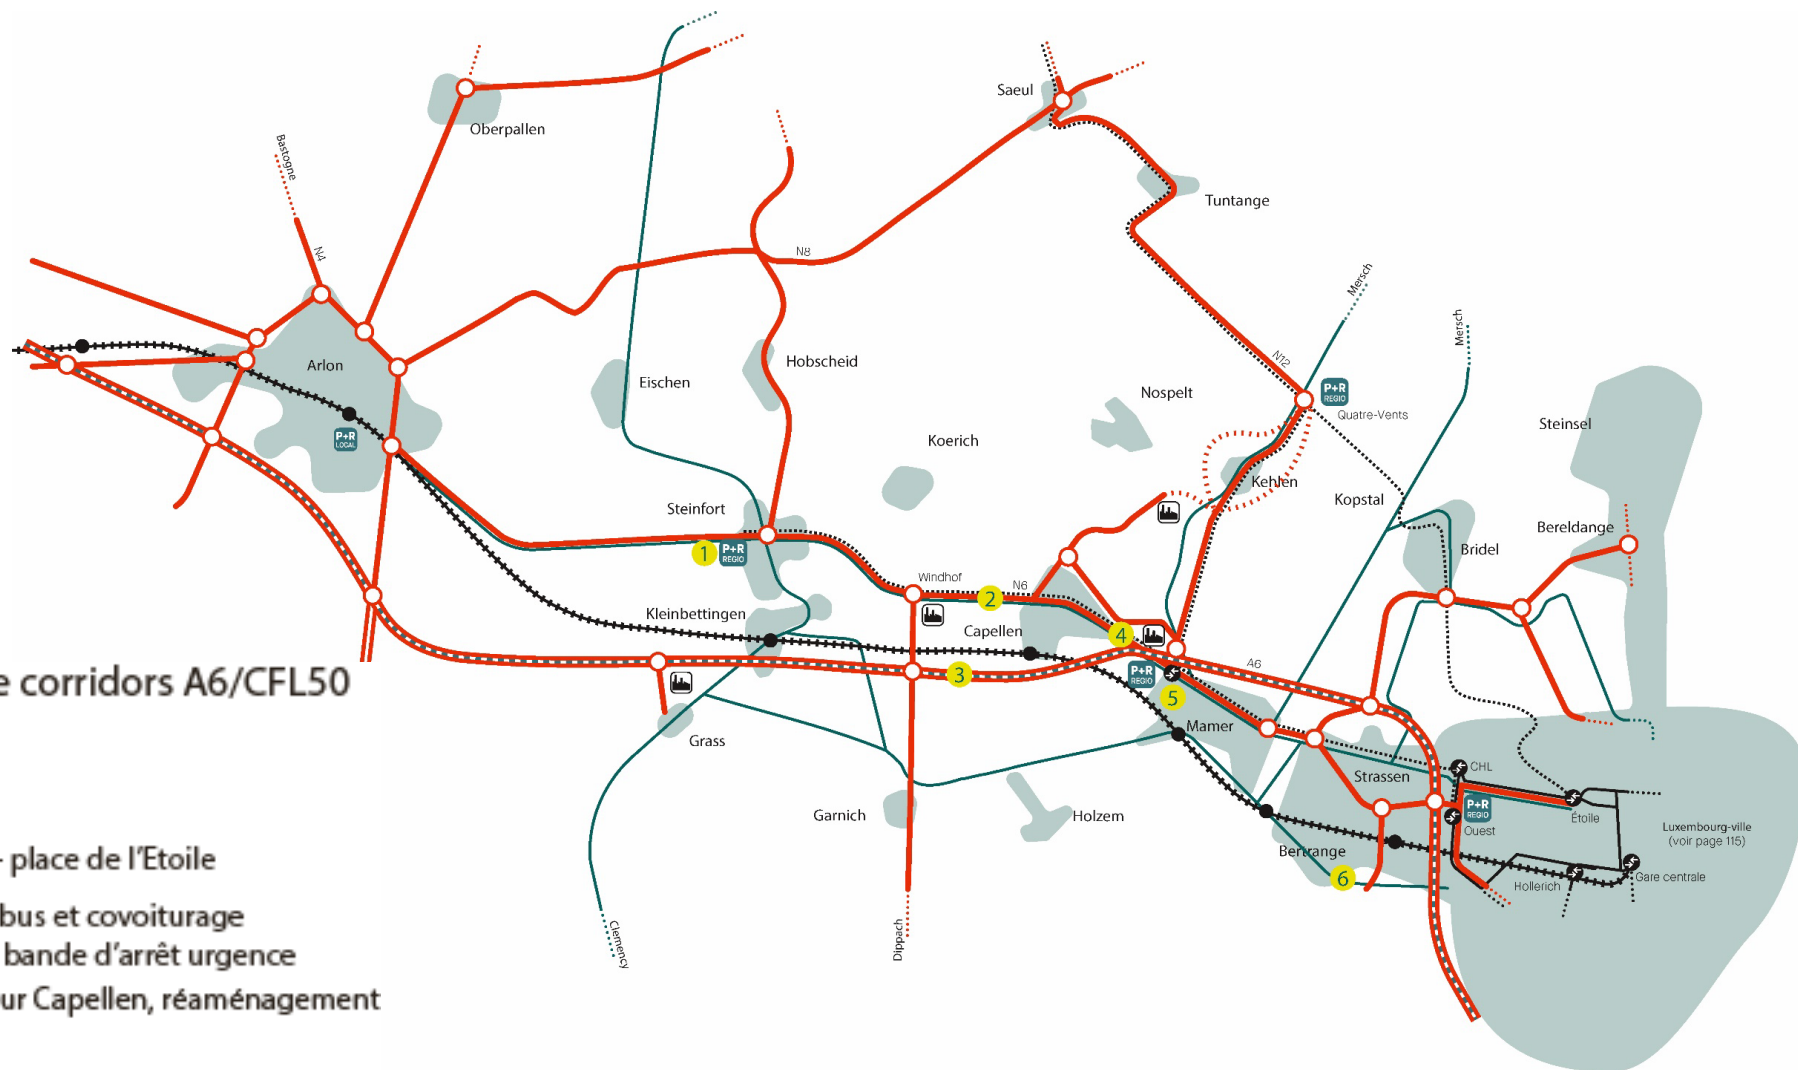 Bastogne
N4
Oberpallen
Saeul
Tuntange
N8
Mersch
Mersch
N12
Arlon
Eischen
Hobscheid
Nospelt
P+R
REGIO
Quatre-Vents
Steinsel
P+R
LOCAL
Koerich
Kehlen
Kopstal
Steinfort
Bereldange
Bridel
1
P+R
REGIO
Windhof
N6
2
Kleinbettingen
Capellen
4
A6
P+R
REGIO
3
5
e corridors A6/CFL50
Grass
Mamer
CHL
Strassen
P+R
REGIO
Ouest
Étoile
Luxembourg-ville
(voir page 115)
Garnich
Holzem
Bertrange
6
Hollerich
Gare centrale
- place de l'Etoile
bus et covoiturage
bande d'arrêt urgence
ur Capellen, réaménagement
Clemency
Dippach